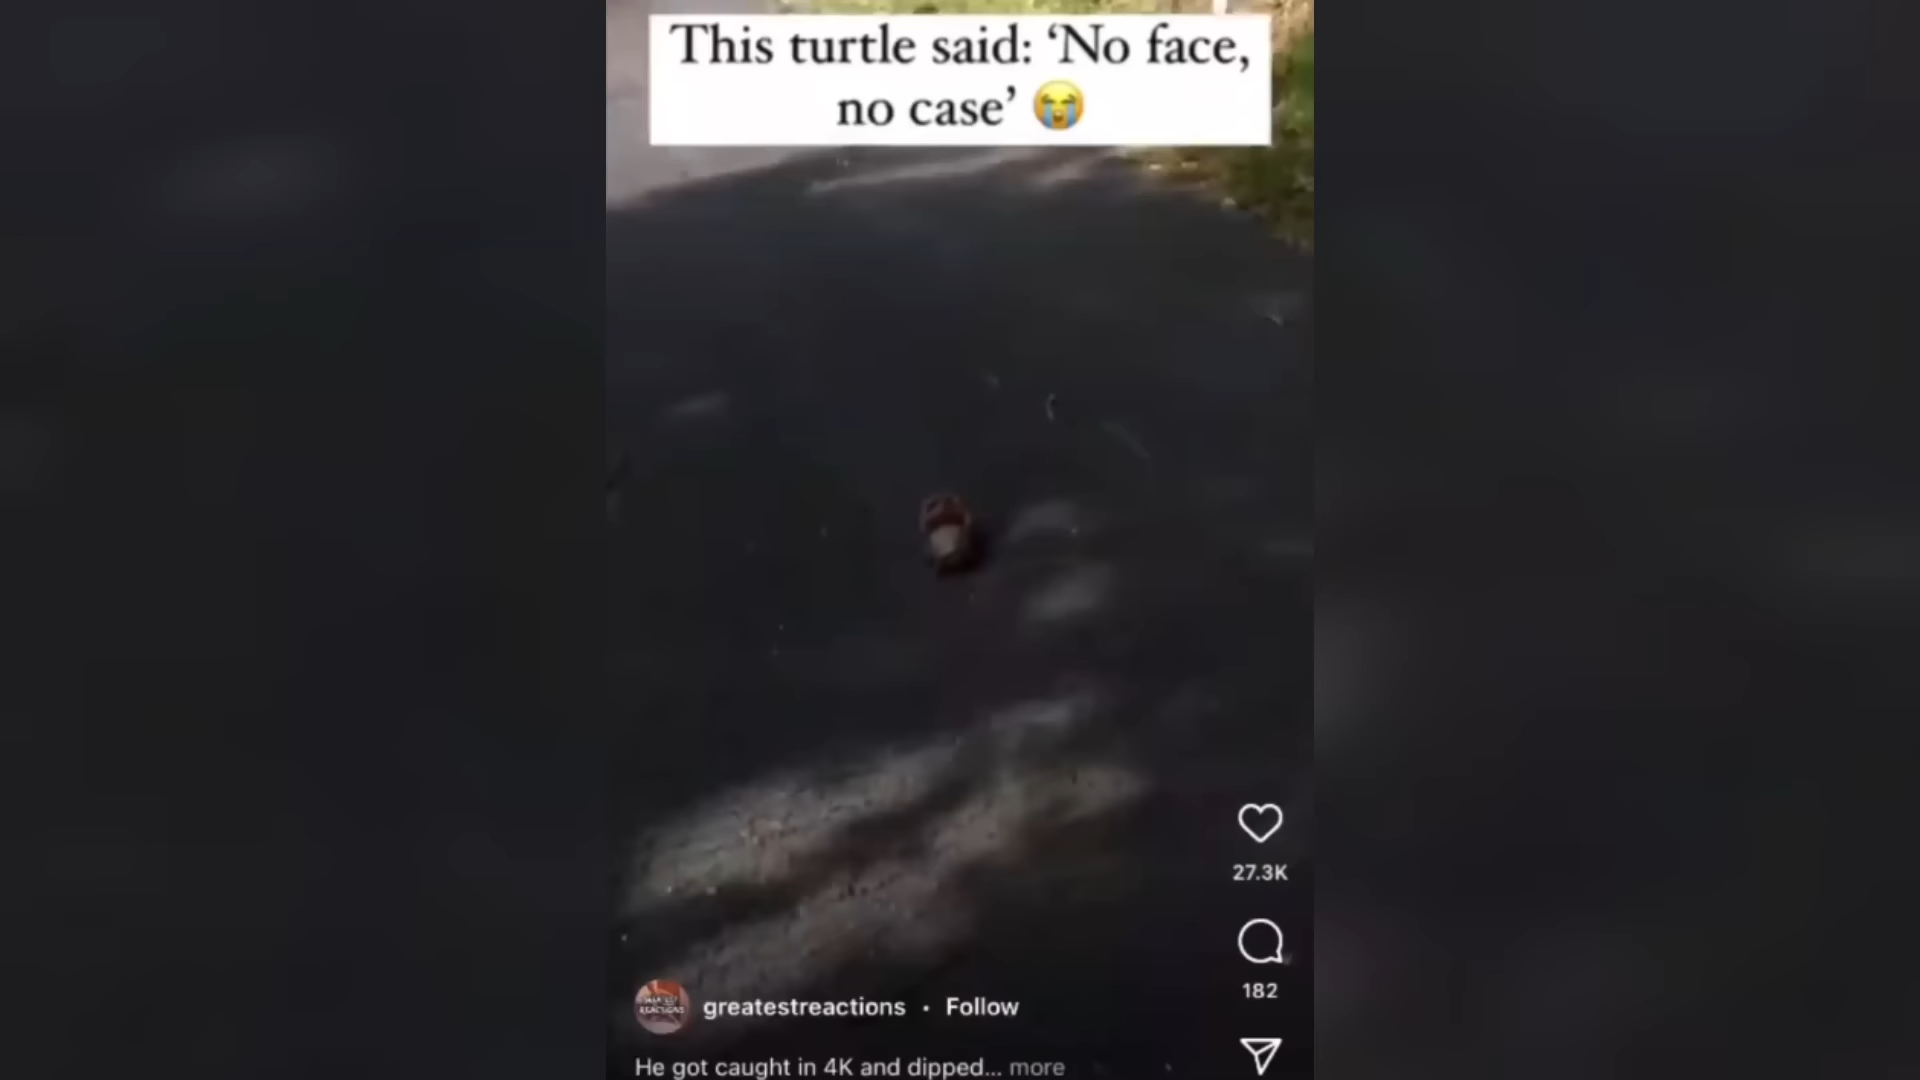 This turtle said: ‘No face,
no case’ 😭
27.3K
182
greatestreactions • Follow
He got caught in 4K and dipped... more